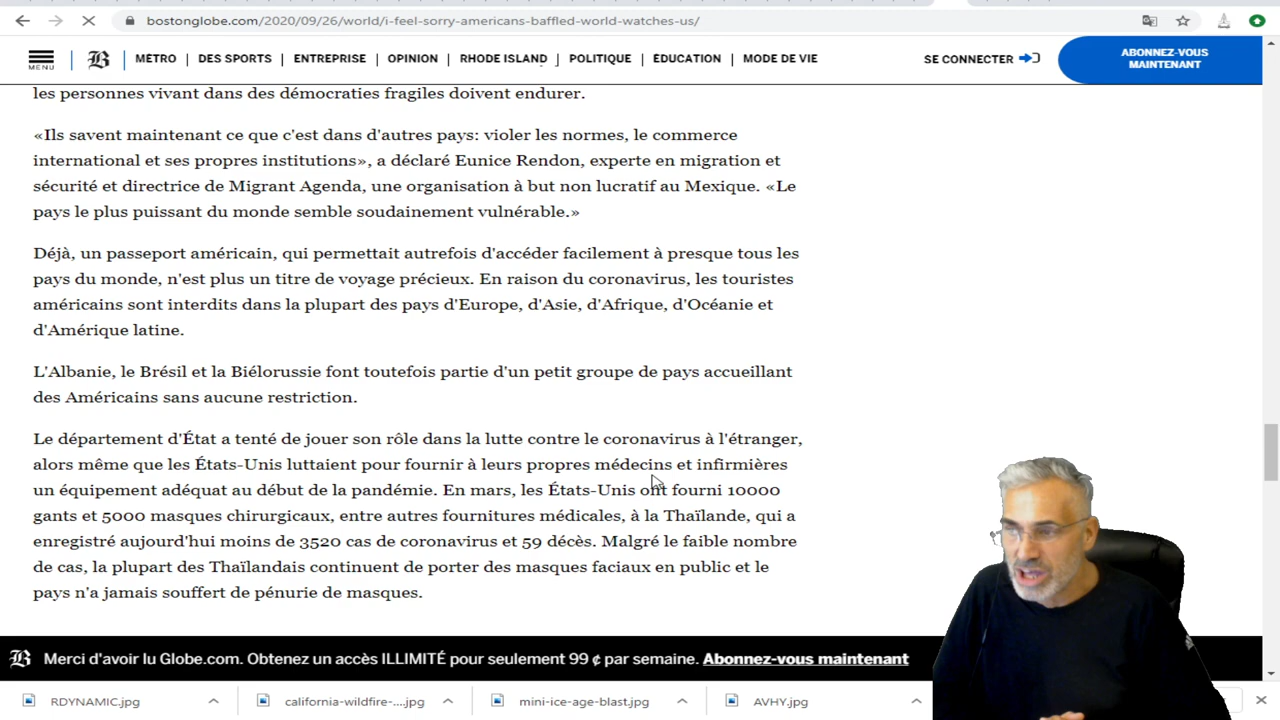 bostonglobe.com/2020/09/26/world/i-feel-sorry-americans-baffled-world-watches-us/
MENU
B
MÉTRO | DES SPORTS | ENTREPRISE | OPINION | RHODE ISLAND | POLITIQUE | ÉDUCATION | MODE DE VIE
SE CONNECTER
ABONNEZ-VOUS
MAINTENANT
les personnes vivant dans des démocraties fragiles doivent endurer.
«Ils savent maintenant ce que c'est dans d'autres pays: violer les normes, le commerce
international et ses propres institutions», a déclaré Eunice Rendon, experte en migration et
sécurité et directrice de Migrant Agenda, une organisation à but non lucratif au Mexique. «Le
pays le plus puissant du monde semble soudainement vulnérable.»
Déjà, un passeport américain, qui permettait autrefois d'accéder facilement à presque tous les
pays du monde, n'est plus un titre de voyage précieux. En raison du coronavirus, les touristes
américains sont interdits dans la plupart des pays d'Europe, d'Asie, d'Afrique, d'Océanie et
d'Amérique latine.
L'Albanie, le Brésil et la Biélorussie font toutefois partie d'un petit groupe de pays accueillant
des Américains sans aucune restriction.
Le département d'État a tenté de jouer son rôle dans la lutte contre le coronavirus à l'étranger,
alors même que les États-Unis luttaient pour fournir à leurs propres médecins et infirmières
un équipement adéquat au début de la pandémie. En mars, les États-Unis ont fourni 10000
gants et 5000 masques chirurgicaux, entre autres fournitures médicales, à la Thaïlande, qui a
enregistré aujourd'hui moins de 3520 cas de coronavirus et 59 décès. Malgré le faible nombre
de cas, la plupart des Thaïlandais continuent de porter des masques faciaux en public et le
pays n'a jamais souffert de pénurie de masques.
B Merci d'avoir lu Globe.com. Obtenez un accès ILLIMITÉ pour seulement 99 ¢ par semaine. Abonnez-vous maintenant
RDYNAMIC.jpg
california-wildfire-....jpg
mini-ice-age-blast.jpg
AVHY.jpg